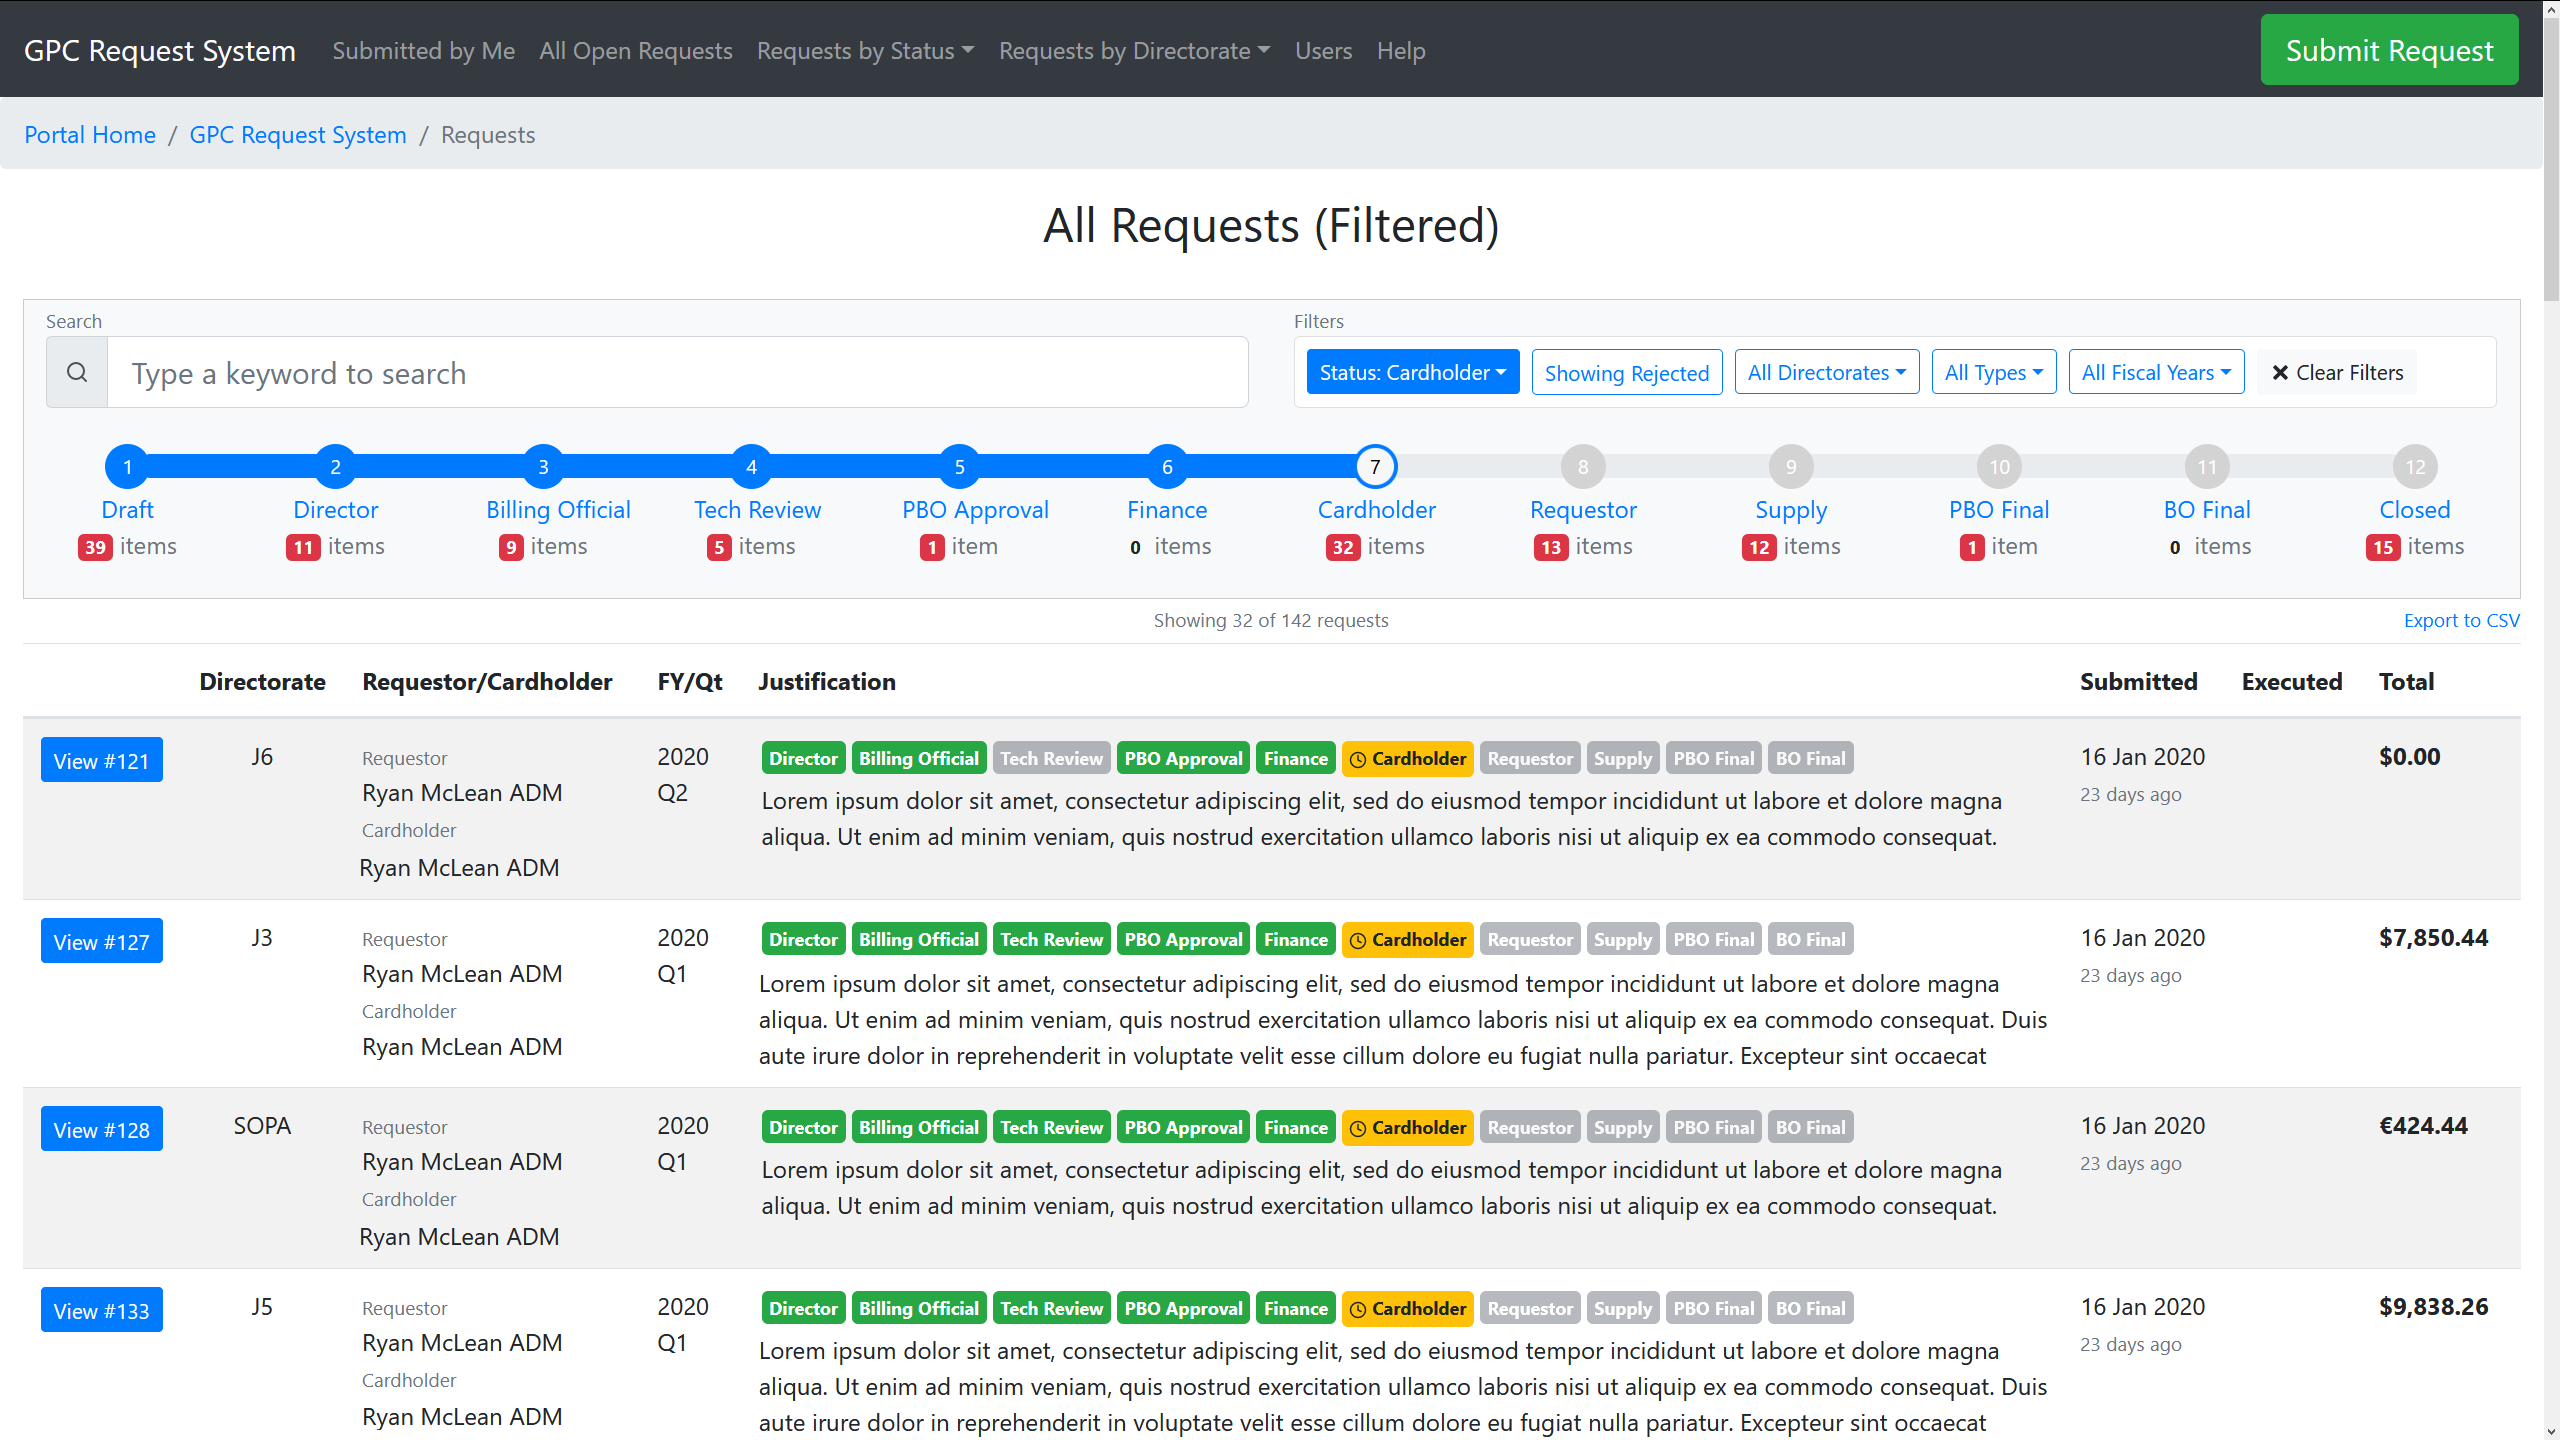 GPC Request System Submitted by Me All Open Requests Requests by Status Requests by Directorate Users Help Submit Request
Portal Home / GPC Request System / Requests
All Requests (Filtered)
Search Filters
Type a keyword to search Status: Cardholder Showing Rejected All Directorates All Types All Fiscal Years Clear Filters
1 2 3 4 5 6 7 8 9 10 11 12
Draft Director Billing Official Tech Review PBO Approval Finance Cardholder Requestor Supply PBO Final BO Final Closed
39 items 11 items 9 items 5 items 1 item 0 items 32 items 13 items 12 items 1 item 0 items 15 items
Showing 32 of 142 requests Export to CSV
Directorate Requestor/Cardholder FY/Qt Justification Submitted Executed Total
View #121 J6 Requestor 2020 Director Billing Official Tech Review PBO Approval Finance Cardholder Requestor Supply PBO Final BO Final 16 Jan 2020 $0.00
Ryan McLean ADM Q2 Lorem ipsum dolor sit amet, consectetur adipiscing elit, sed do eiusmod tempor incididunt ut labore et dolore magna 23 days ago
Cardholder aliqua. Ut enim ad minim veniam, quis nostrud exercitation ullamco laboris nisi ut aliquip ex ea commodo consequat.
Ryan McLean ADM
View #127 J3 Requestor 2020 Director Billing Official Tech Review PBO Approval Finance Cardholder Requestor Supply PBO Final BO Final 16 Jan 2020 $7,850.44
Ryan McLean ADM Q1 Lorem ipsum dolor sit amet, consectetur adipiscing elit, sed do eiusmod tempor incididunt ut labore et dolore magna 23 days ago
Cardholder aliqua. Ut enim ad minim veniam, quis nostrud exercitation ullamco laboris nisi ut aliquip ex ea commodo consequat. Duis
Ryan McLean ADM aute irure dolor in reprehenderit in voluptate velit esse cillum dolore eu fugiat nulla pariatur. Excepteur sint occaecat
View #128 SOPA Requestor 2020 Director Billing Official Tech Review PBO Approval Finance Cardholder Requestor Supply PBO Final BO Final 16 Jan 2020 €424.44
Ryan McLean ADM Q1 Lorem ipsum dolor sit amet, consectetur adipiscing elit, sed do eiusmod tempor incididunt ut labore et dolore magna 23 days ago
Cardholder aliqua. Ut enim ad minim veniam, quis nostrud exercitation ullamco laboris nisi ut aliquip ex ea commodo consequat.
Ryan McLean ADM
View #133 J5 Requestor 2020 Director Billing Official Tech Review PBO Approval Finance Cardholder Requestor Supply PBO Final BO Final 16 Jan 2020 $9,838.26
Ryan McLean ADM Q1 Lorem ipsum dolor sit amet, consectetur adipiscing elit, sed do eiusmod tempor incididunt ut labore et dolore magna 23 days ago
Cardholder aliqua. Ut enim ad minim veniam, quis nostrud exercitation ullamco laboris nisi ut aliquip ex ea commodo consequat. Duis
Ryan McLean ADM aute irure dolor in reprehenderit in voluptate velit esse cillum dolore eu fugiat nulla pariatur. Excepteur sint occaecat